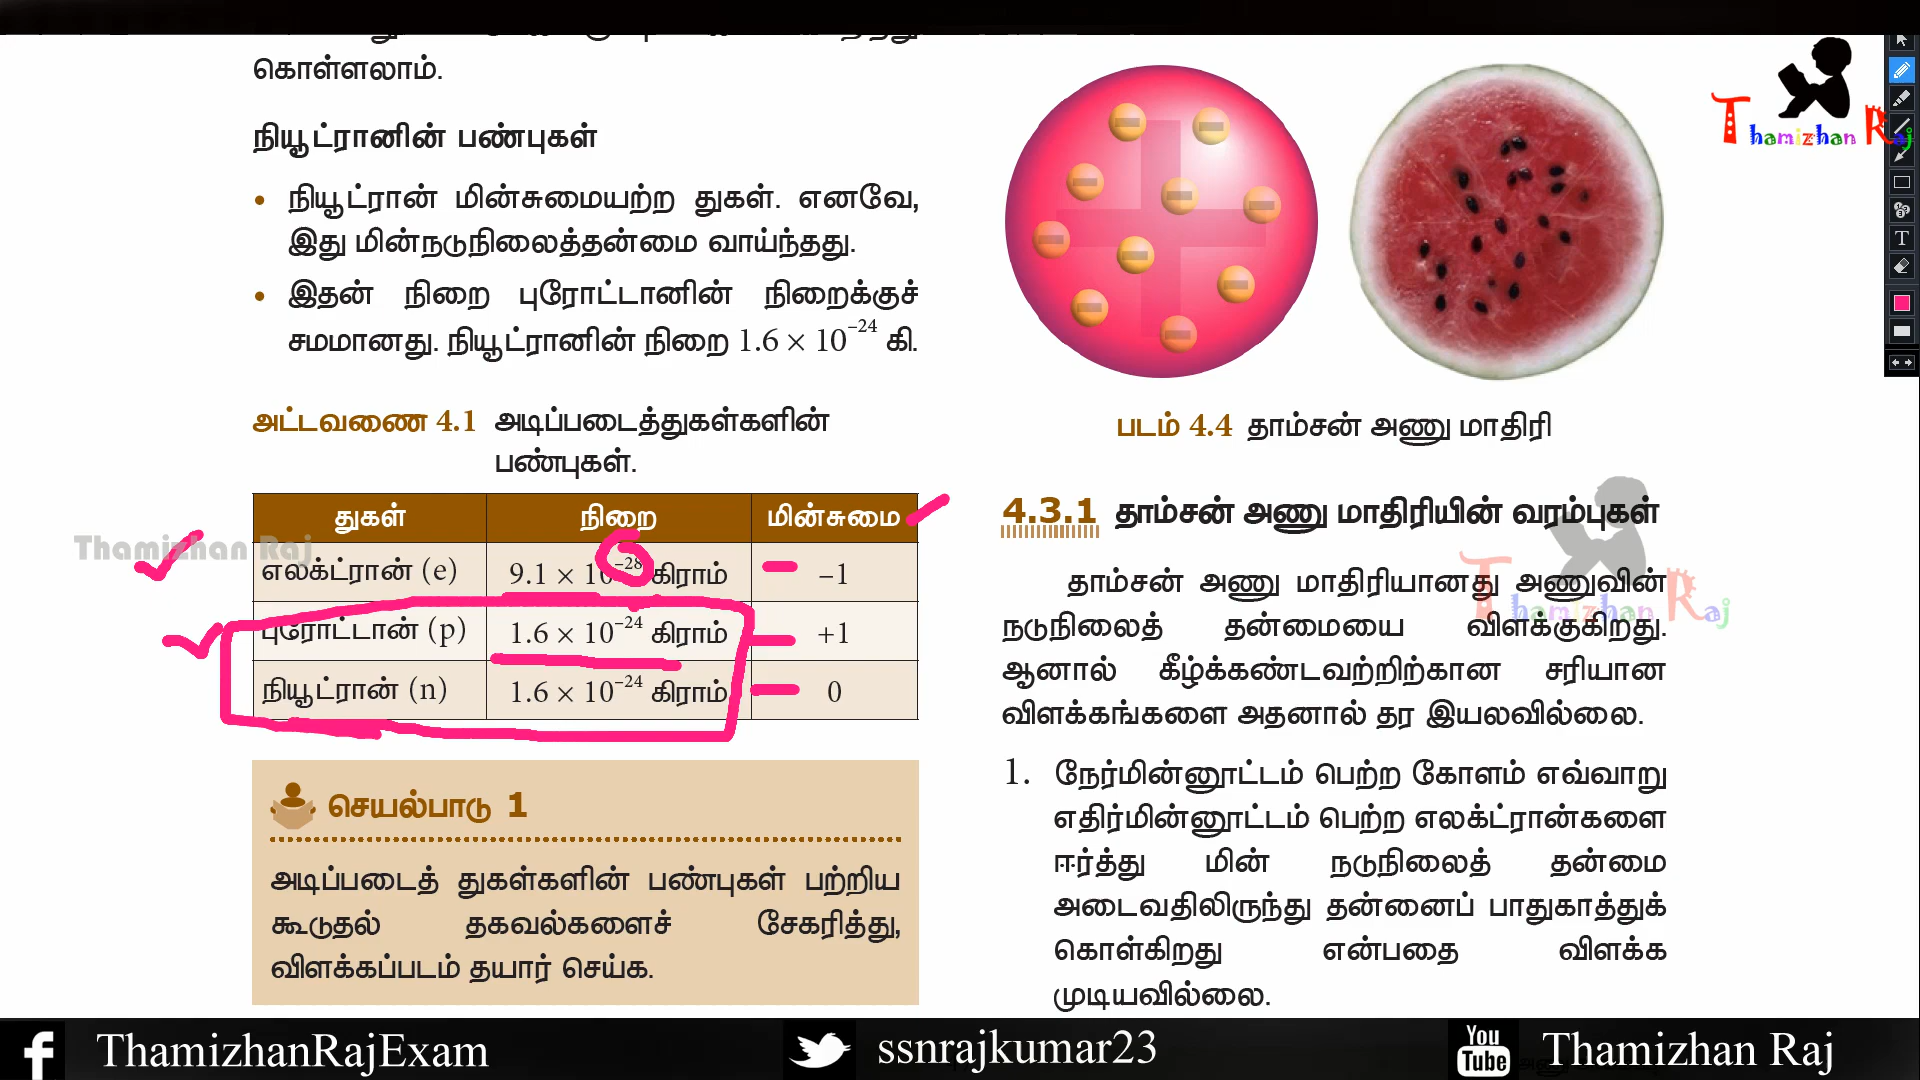 கொள்ளலாம்.
நியூட்ரானின் பண்புகள்
• நியூட்ரான் மின்சுமையற்ற துகள். எனவே,
இது மின்நடுநிலைத்தன்மை வாய்ந்தது.
• இதன் நிறை புரோட்டானின் நிறைக்குச்
சமமானது. நியூட்ரானின் நிறை 1.6 × 10⁻²⁴ கி.
அட்டவணை 4.1 அடிப்படைத்துகள்களின்
பண்புகள்.
துகள் நிறை மின்சுமை
எலக்ட்ரான் (e) 9.1 × 10⁻²⁸ கிராம் –1
புரோட்டான் (p) 1.6 × 10⁻²⁴ கிராம் +1
நியூட்ரான் (n) 1.6 × 10⁻²⁴ கிராம் 0
செயல்பாடு 1
அடிப்படைத் துகள்களின் பண்புகள் பற்றிய
கூடுதல் தகவல்களைச் சேகரித்து,
விளக்கப்படம் தயார் செய்க.
படம் 4.4 தாம்சன் அணு மாதிரி
4.3.1 தாம்சன் அணு மாதிரியின் வரம்புகள்
தாம்சன் அணு மாதிரியானது அணுவின்
நடுநிலைத் தன்மையை விளக்குகிறது.
ஆனால் கீழ்க்கண்டவற்றிற்கான சரியான
விளக்கங்களை அதனால் தர இயலவில்லை.
1. நேர்மின்னூட்டம் பெற்ற கோளம் எவ்வாறு
எதிர்மின்னூட்டம் பெற்ற எலக்ட்ரான்களை
ஈர்த்து மின் நடுநிலைத் தன்மை
அடைவதிலிருந்து தன்னைப் பாதுகாத்துக்
கொள்கிறது என்பதை விளக்க
முடியவில்லை.
Thamizhan Raj
Thamizhan Raj
Thamizhan Raj
ThamizhanRajExam
ssnrajkumar23
You Tube
Thamizhan Raj